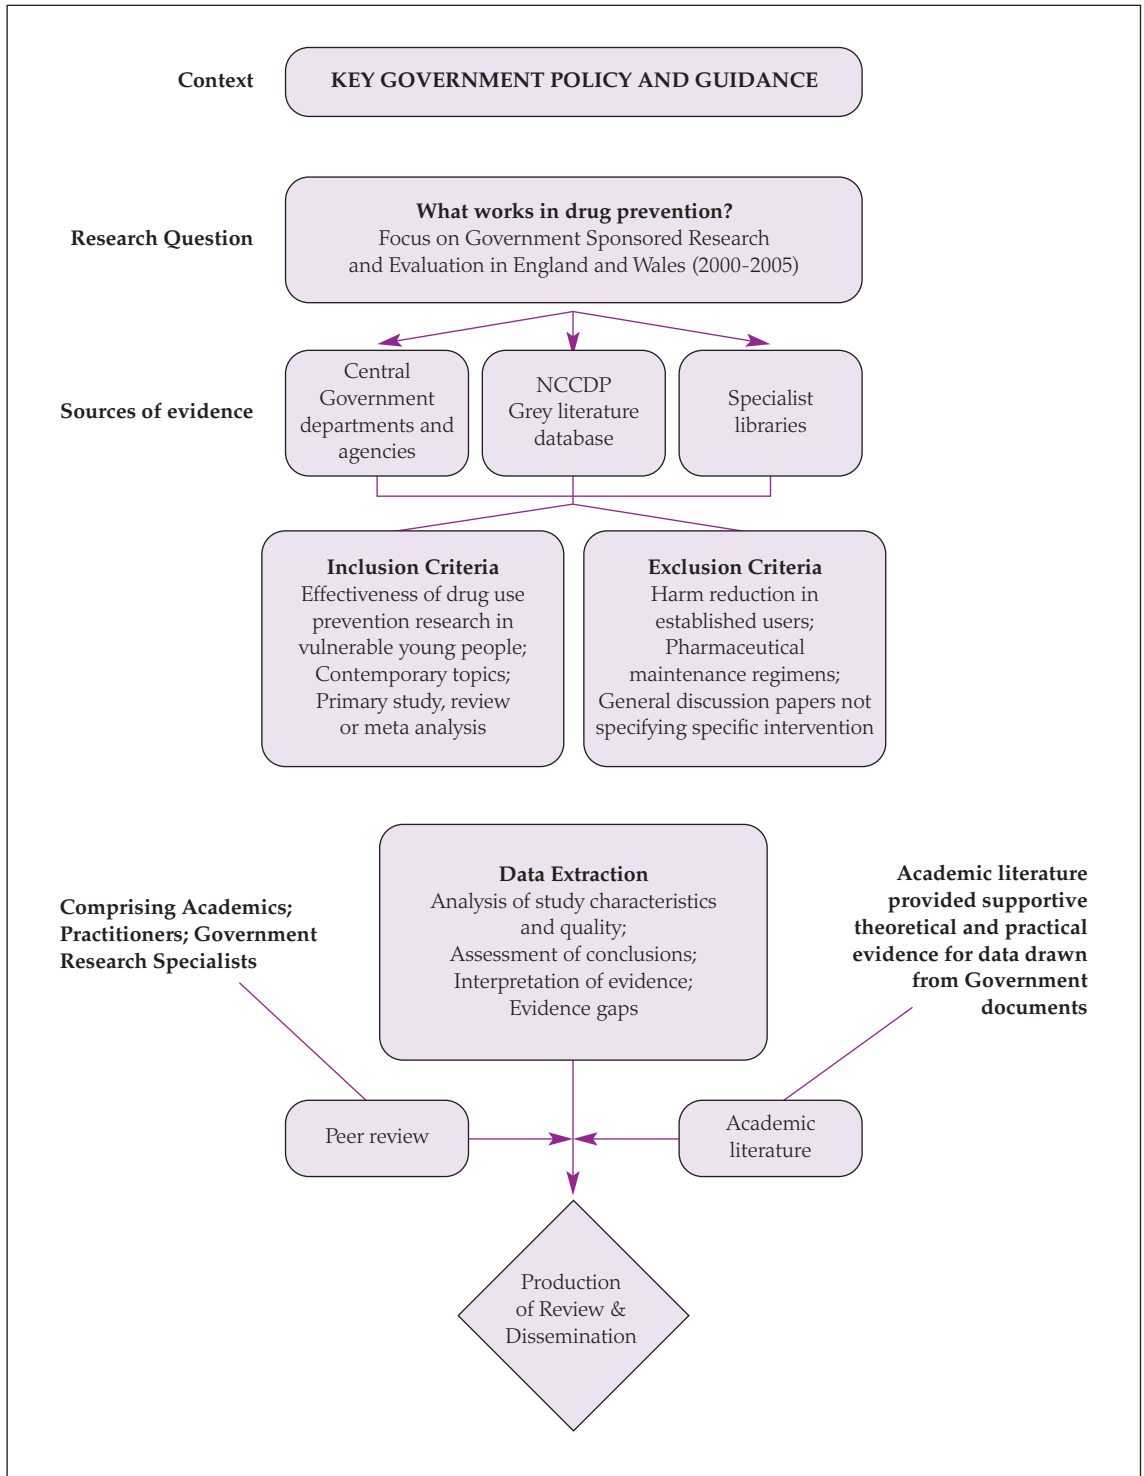 Context
KEY GOVERNMENT POLICY AND GUIDANCE
Research Question
What works in drug prevention?
Focus on Government Sponsored Research
and Evaluation in England and Wales (2000-2005)
Sources of evidence
Central
Government
departments and
agencies
NCCDP
Grey literature
database
Specialist
libraries
Inclusion Criteria
Effectiveness of drug use
prevention research in
vulnerable young people;
Contemporary topics;
Primary study, review
or meta analysis
Exclusion Criteria
Harm reduction in
established users;
Pharmaceutical
maintenance regimens;
General discussion papers not
specifying specific intervention
Data Extraction
Analysis of study characteristics
and quality;
Assessment of conclusions;
Interpretation of evidence;
Evidence gaps
Comprising Academics;
Practitioners; Government
Research Specialists
Academic literature
provided supportive
theoretical and practical
evidence for data drawn
from Government
documents
Peer review
Academic
literature
Production
of Review &
Dissemination